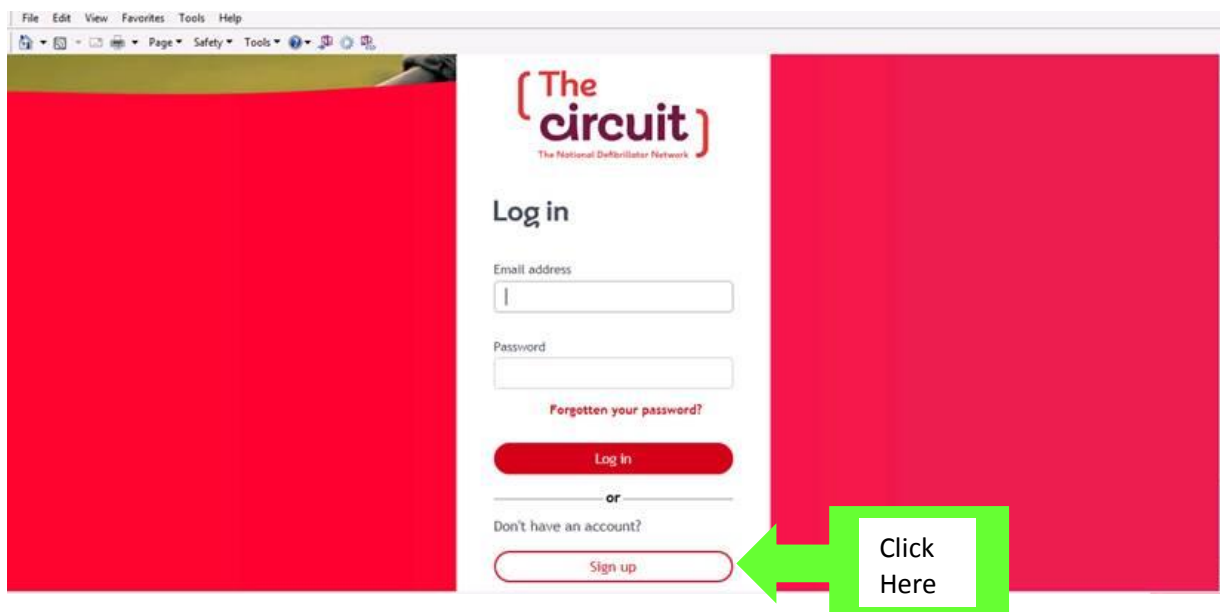 File Edit View Favorites Tools Help
Page Safety Tools
The
circuit
The National Defibrillator Network
Log in
Email address
Password
Forgotten your password?
Log in
or
Don't have an account?
Sign up
Click
Here